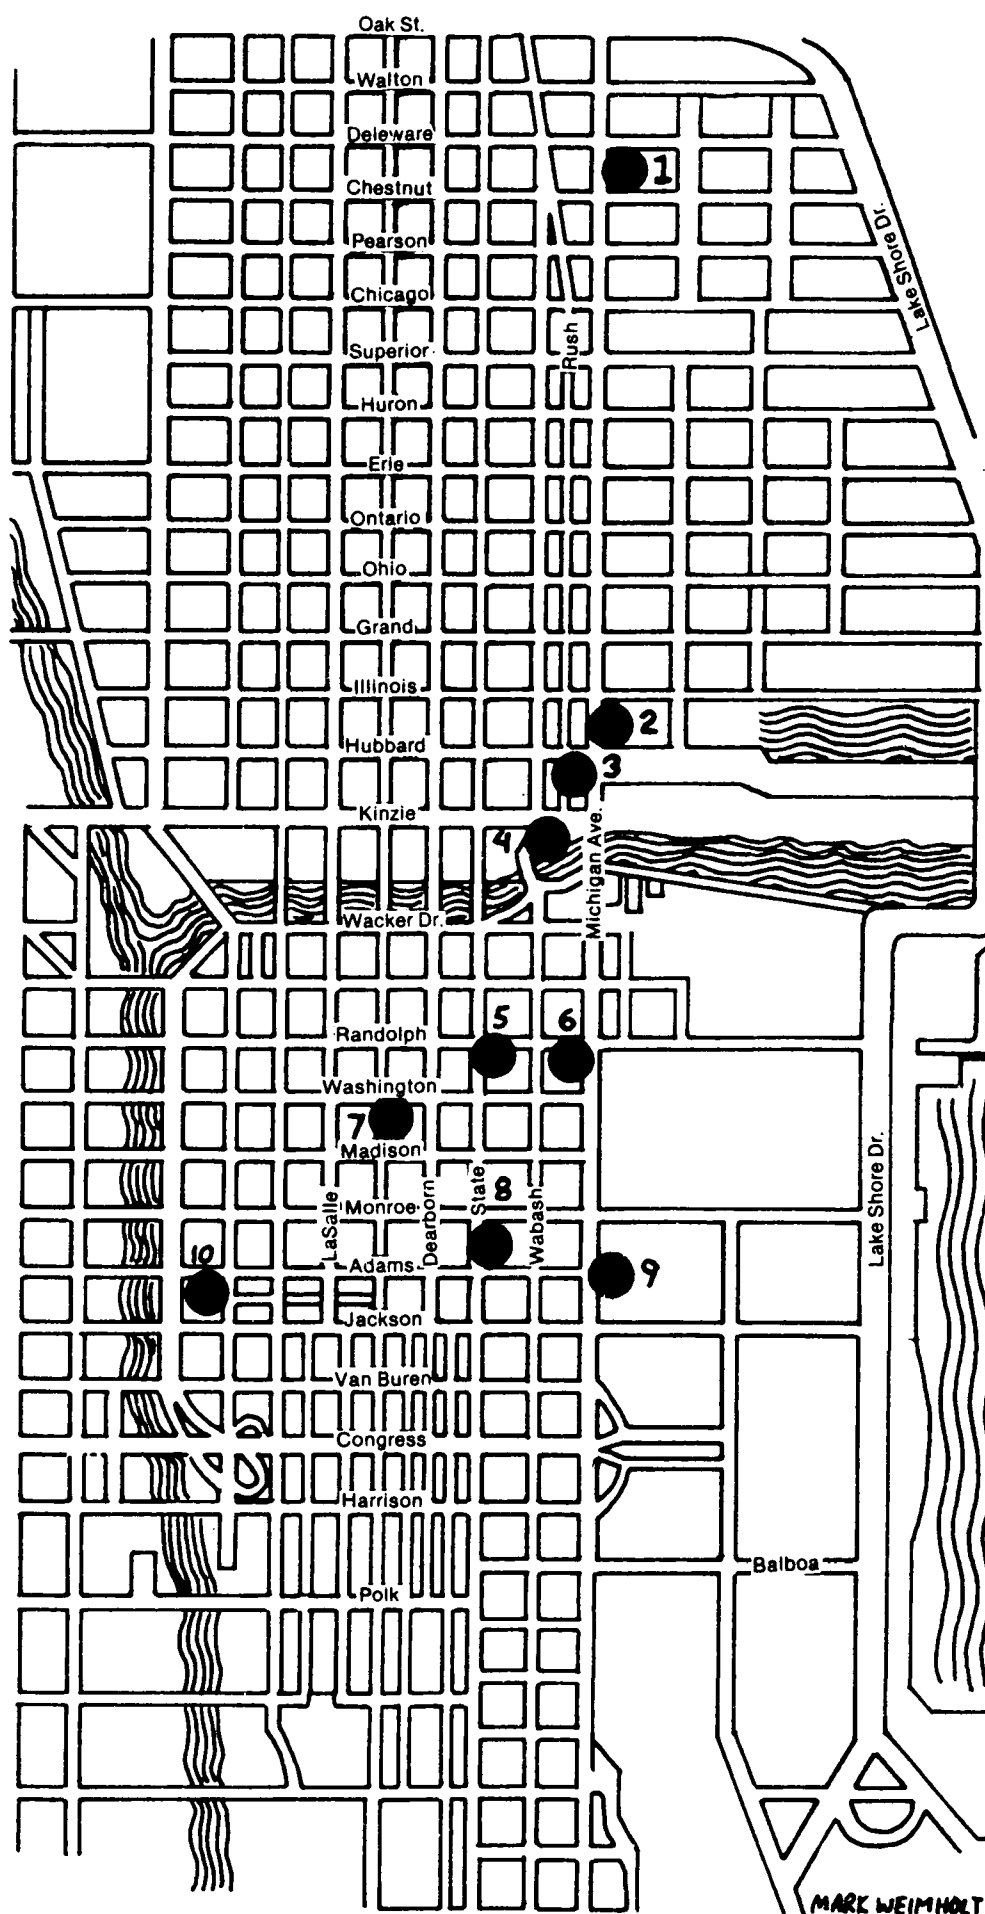 Oak St.
Walton
Deleware
1
Chestnut
Pearson
Lake Shore Dr.
Chicago
Rush
Superior
Huron
Erie
Ontario
Ohio
Grand
Illinois
2
Hubbard
3
Kinzie
4
Michigan Ave.
Wacker Dr.
5
6
Randolph
Washington
7
Madison
8
State
LaSalle
Monroe
Dearborn
Wabash
Lake Shore Dr.
10
Adams
9
Jackson
Van Buren
Congress
Harrison
Balboa
Polk
MARK WEIMHOLT